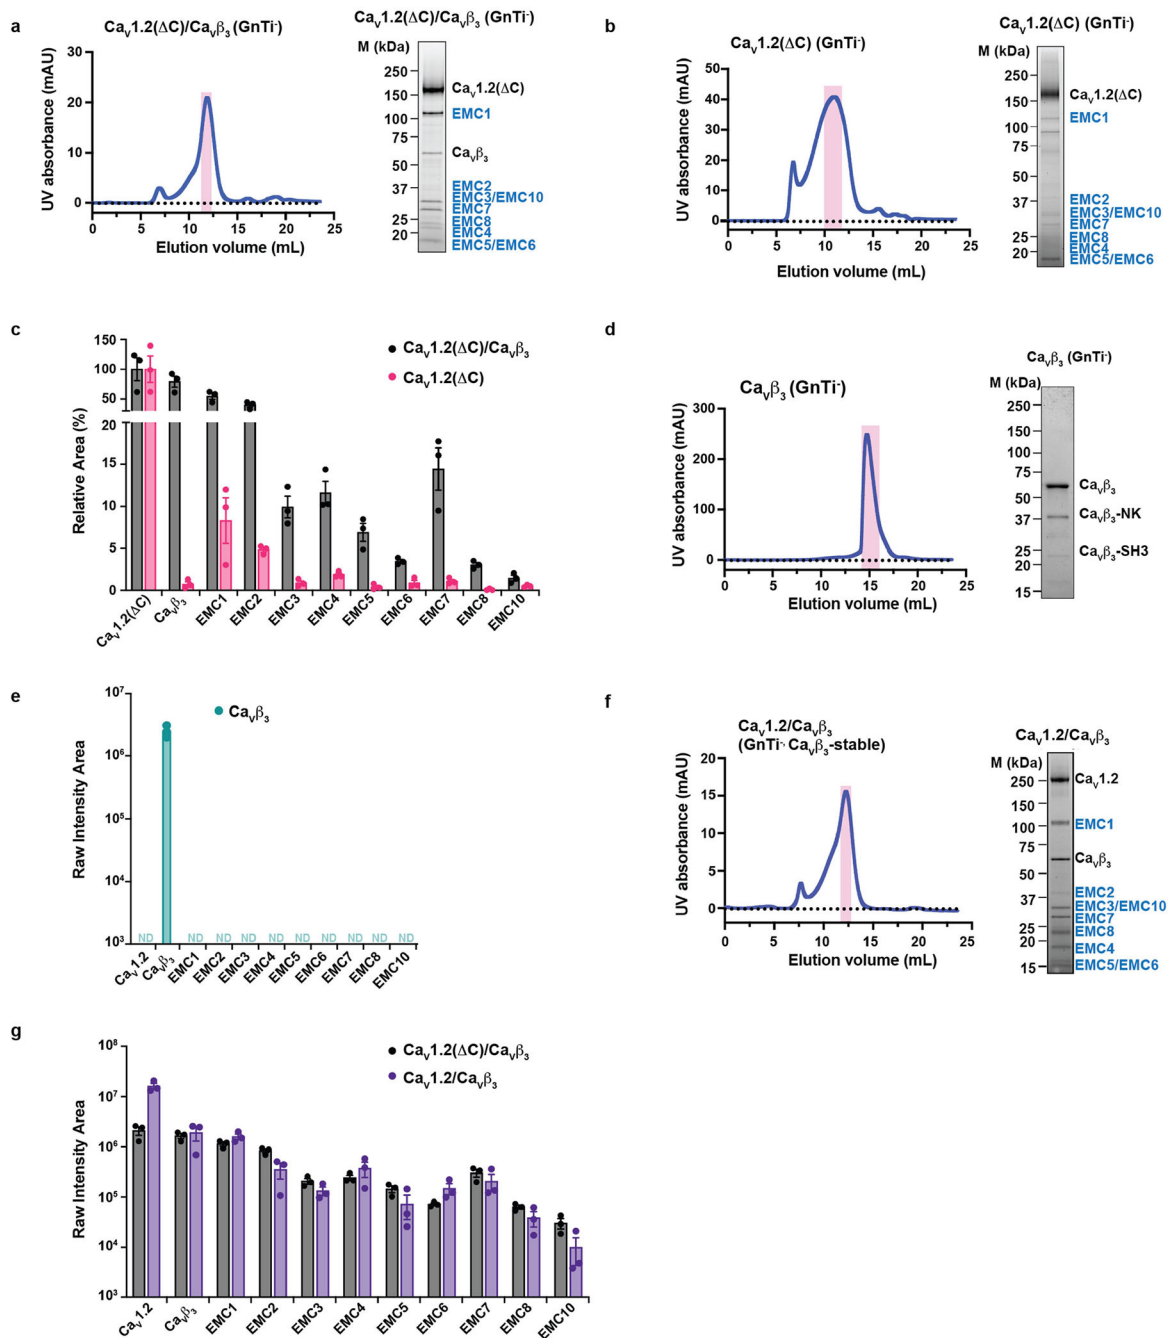 a
Caᵥ1.2(ΔC)/Caᵥβ₃ (GnTi⁻)
UV absorbance (mAU)
30
20
10
0
0 5 10 15 20 25
Elution volume (mL)
Caᵥ1.2(ΔC)/Caᵥβ₃ (GnTi⁻)
M (kDa)
250
150
100
75
50
37
25
20
Caᵥ1.2(ΔC)
EMC1
Caᵥβ₃
EMC2
EMC3/EMC10
EMC7
EMC8
EMC4
EMC5/EMC6
b
Caᵥ1.2(ΔC) (GnTi⁻)
UV absorbance (mAU)
50
40
30
20
10
0
0 5 10 15 20 25
Elution volume (mL)
Caᵥ1.2(ΔC) (GnTi⁻)
M (kDa)
250
150
100
75
50
37
25
20
Caᵥ1.2(ΔC)
EMC1
EMC2
EMC3/EMC10
EMC7
EMC8
EMC4
EMC5/EMC6
c
Relative Area (%)
150
100
50
20
15
10
5
0
Caᵥ1.2(ΔC)/Caᵥβ₃
Caᵥ1.2(ΔC)
Caᵥ1.2(ΔC) Caᵥβ₃ EMC1 EMC2 EMC3 EMC4 EMC5 EMC6 EMC7 EMC8 EMC10
d
Caᵥβ₃ (GnTi⁻)
UV absorbance (mAU)
300
200
100
0
0 5 10 15 20 25
Elution volume (mL)
Caᵥβ₃ (GnTi⁻)
M (kDa)
250
150
100
75
50
37
25
20
15
Caᵥβ₃
Caᵥβ₃-NK
Caᵥβ₃-SH3
e
Raw Intensity Area
10⁷
10⁶
10⁵
10⁴
10³
Caᵥβ₃
ND ND ND ND ND ND ND ND ND ND
Caᵥ1.2 Caᵥβ₃ EMC1 EMC2 EMC3 EMC4 EMC5 EMC6 EMC7 EMC8 EMC10
f
Caᵥ1.2/Caᵥβ₃
(GnTi⁻, Caᵥβ₃-stable)
UV absorbance (mAU)
20
15
10
5
0
0 5 10 15 20 25
Elution volume (mL)
Caᵥ1.2/Caᵥβ₃
M (kDa)
250
150
100
75
50
37
25
20
15
Caᵥ1.2
EMC1
Caᵥβ₃
EMC2
EMC3/EMC10
EMC7
EMC8
EMC4
EMC5/EMC6
g
Raw Intensity Area
10⁸
10⁷
10⁶
10⁵
10⁴
10³
Caᵥ1.2(ΔC)/Caᵥβ₃
Caᵥ1.2/Caᵥβ₃
Caᵥ1.2 Caᵥβ₃ EMC1 EMC2 EMC3 EMC4 EMC5 EMC6 EMC7 EMC8 EMC10